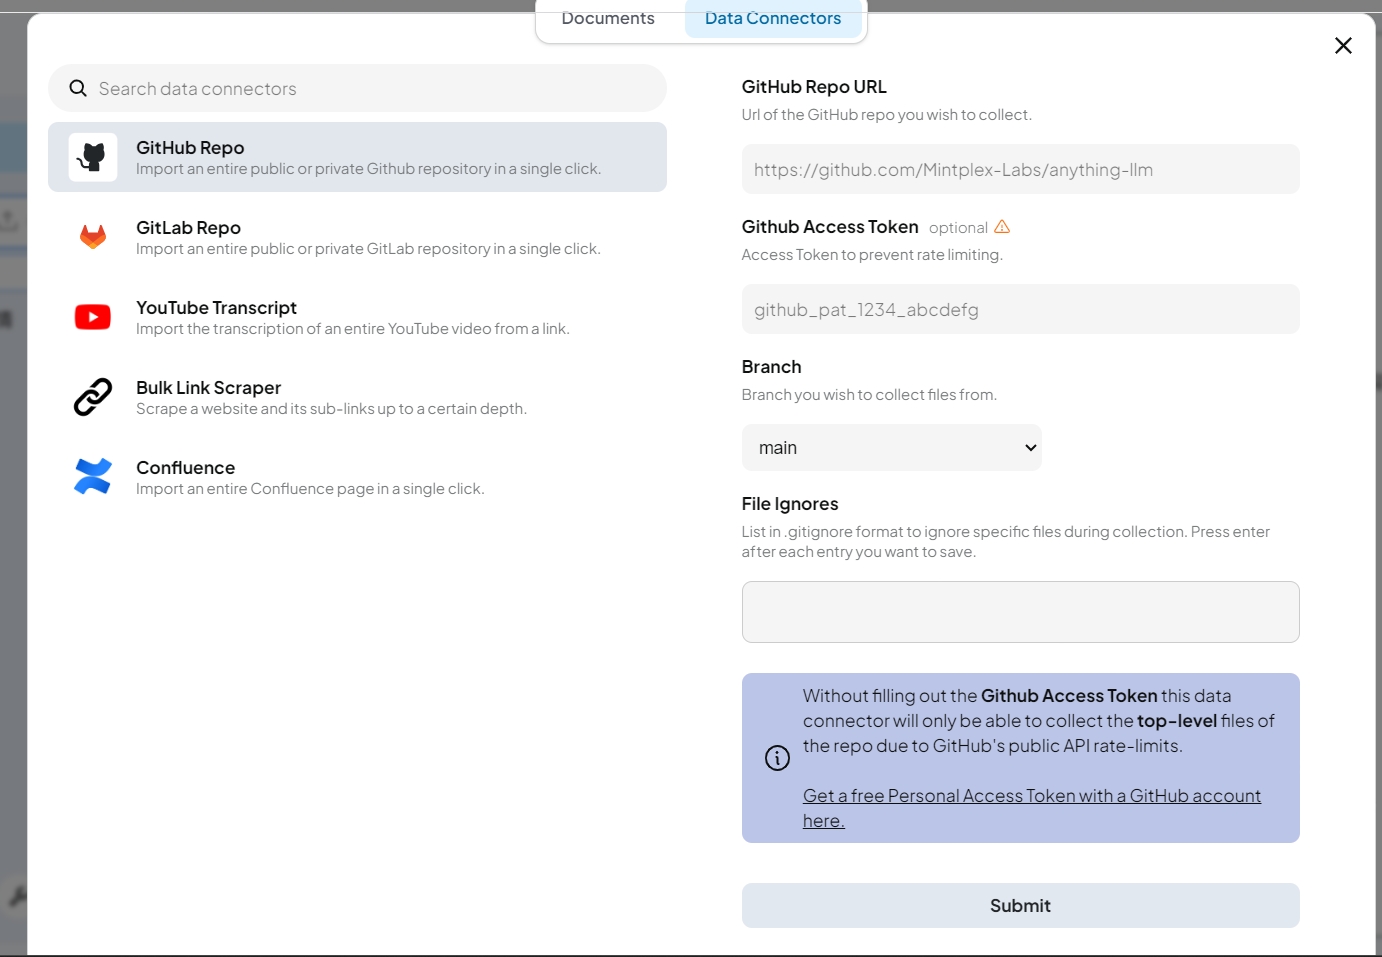 Documents
Data Connectors
Search data connectors
GitHub Repo
Import an entire public or private Github repository in a single click.
GitLab Repo
Import an entire public or private GitLab repository in a single click.
YouTube Transcript
Import the transcription of an entire YouTube video from a link.
Bulk Link Scraper
Scrape a website and its sub-links up to a certain depth.
Confluence
Import an entire Confluence page in a single click.
GitHub Repo URL
Url of the GitHub repo you wish to collect.
https://github.com/Mintplex-Labs/anything-llm
Github Access Token optional
Access Token to prevent rate limiting.
github_pat_1234_abcdefg
Branch
Branch you wish to collect files from.
main
File Ignores
List in .gitignore format to ignore specific files during collection. Press enter
after each entry you want to save.
Without filling out the Github Access Token this data
connector will only be able to collect the top-level files of
the repo due to GitHub's public API rate-limits.
Get a free Personal Access Token with a GitHub account
here.
Submit